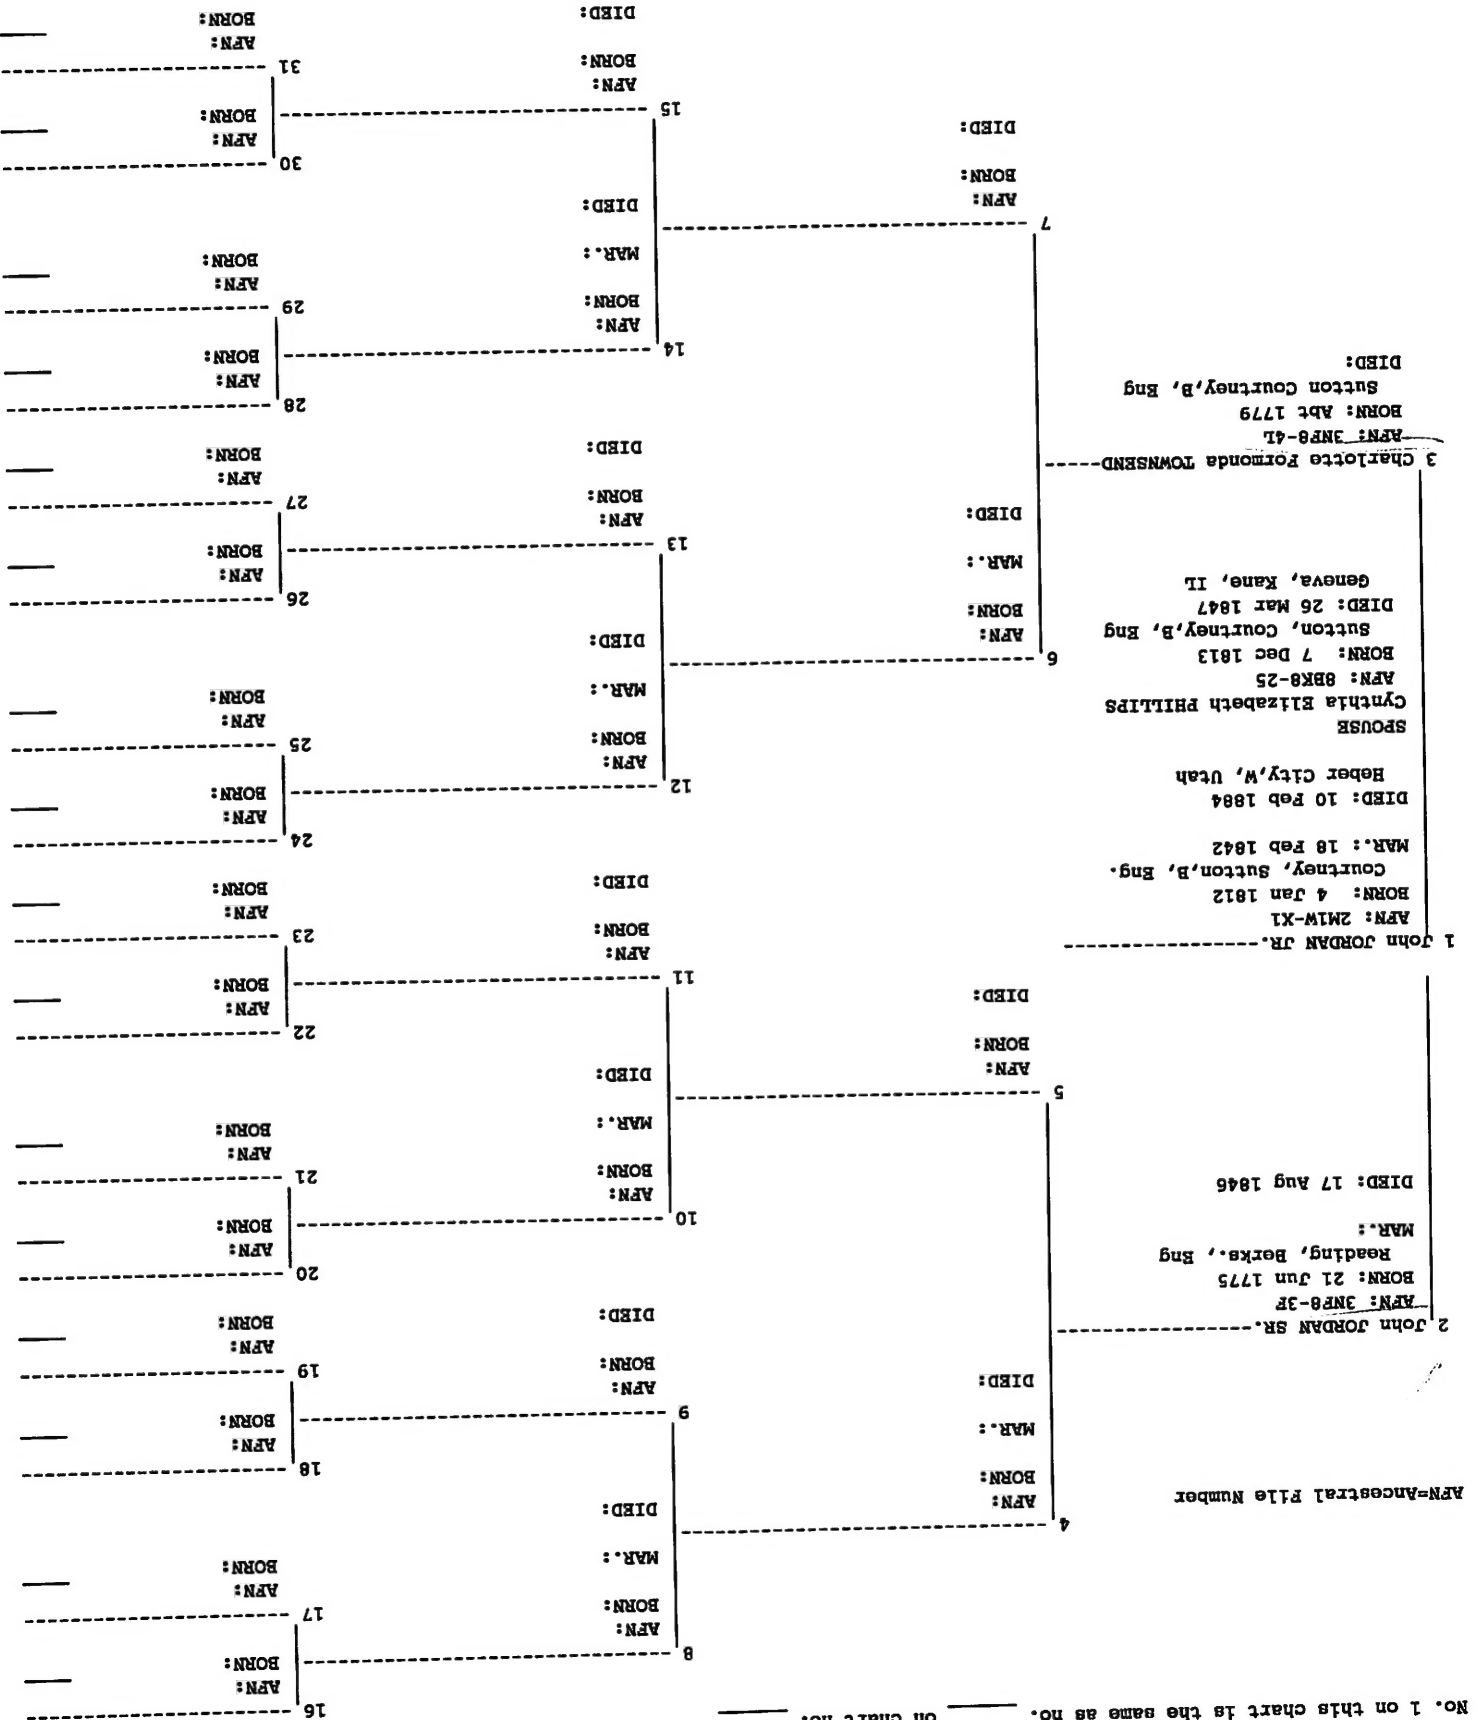 No. 1 on this chart is the same as no. ____ on chart no. ____
AFN=Ancestral File Number
2 John JORDAN SR.
AFN: 3NF8-3F
BORN: 21 Jun 1775
Reading, Berks., Eng
MAR.:
DIED: 17 Aug 1846
1 John JORDAN JR.
AFN: 2M1W-X1
BORN: 4 Jan 1812
Courtney, Sutton,B, Eng.
MAR.: 18 Feb 1842
DIED: 10 Feb 1884
Heber City,W, Utah
SPOUSE
Cynthia Elizabeth PHILLIPS
AFN: 8BK8-25
BORN: 7 Dec 1813
Sutton, Courtney,B, Eng
DIED: 26 Mar 1847
Geneva, Kane, IL
3 Charlotte Formonda TOWNSEND
AFN: 3NF8-4L
BORN: Abt 1779
Sutton Courtney,B, Eng
DIED:
4
AFN:
BORN:
MAR.:
DIED:
5
AFN:
BORN:
DIED:
6
AFN:
BORN:
MAR.:
DIED:
7
AFN:
BORN:
DIED:
8
AFN:
BORN:
MAR.:
DIED:
9
AFN:
BORN:
DIED:
10
AFN:
BORN:
MAR.:
DIED:
11
AFN:
BORN:
DIED:
12
AFN:
BORN:
MAR.:
DIED:
13
AFN:
BORN:
DIED:
14
AFN:
BORN:
MAR.:
DIED:
15
AFN:
BORN:
DIED:
16
AFN:
BORN:
17
AFN:
BORN:
18
AFN:
BORN:
19
AFN:
BORN:
20
AFN:
BORN:
21
AFN:
BORN:
22
AFN:
BORN:
23
AFN:
BORN:
24
AFN:
BORN:
25
AFN:
BORN:
26
AFN:
BORN:
27
AFN:
BORN:
28
AFN:
BORN:
29
AFN:
BORN:
30
AFN:
BORN:
31
AFN:
BORN: